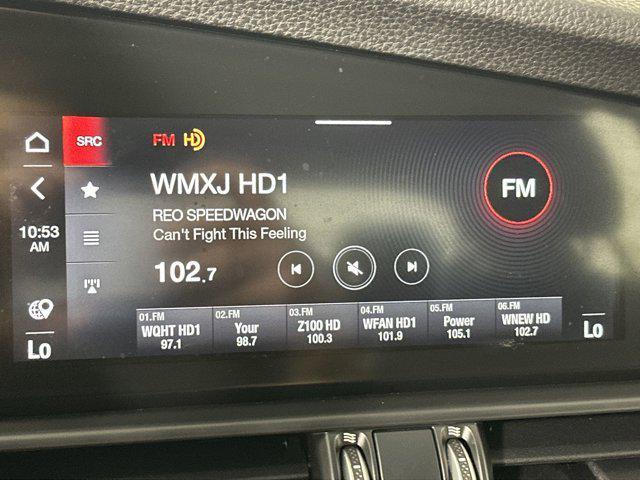 SRC
FM HD
WMXJ HD1
REO SPEEDWAGON
Can't Fight This Feeling
102.7
FM
10:53
AM
01.FM
WQHT HD1
97.1
02.FM
Your
98.7
03.FM
Z100 HD
100.3
04.FM
WFAN HD1
101.9
05.FM
Power
105.1
06.FM
WNEW HD
102.7
Lo
Lo